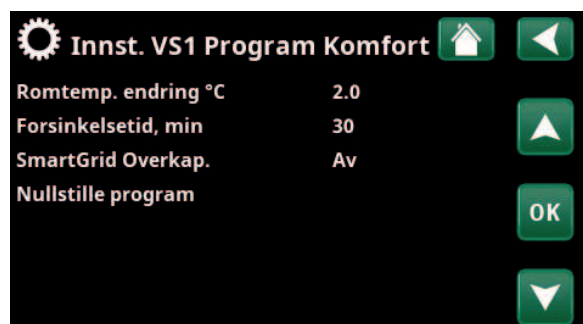 Innst. VS1 Program Komfort
Romtemp. endring °C 2.0
Forsinkelsetid, min 30
SmartGrid Overkap. Av
Nullstille program
OK